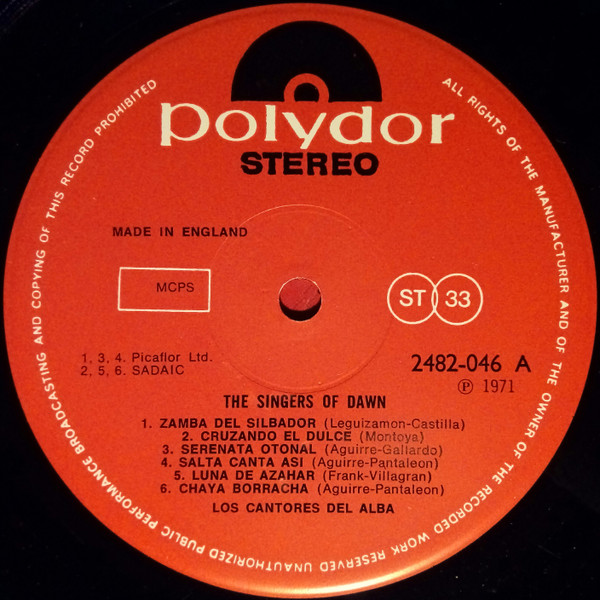 polydor
STEREO
MADE IN ENGLAND
MCPS
ST 33
1, 3, 4. Picaflor Ltd.
2, 5, 6. SADAIC
2482-046 A
℗ 1971
THE SINGERS OF DAWN
1. ZAMBA DEL SILBADOR (Leguizamon-Castilla)
2. CRUZANDO EL DULCE (Montoya)
3. SERENATA OTONAL (Aguirre-Gallardo)
4. SALTA CANTA ASI (Aguirre-Pantaleon)
5. LUNA DE AZAHAR (Frank-Villagran)
6. CHAYA BORRACHA (Aguirre-Pantaleon)
LOS CANTORES DEL ALBA
ALL RIGHTS OF THE MANUFACTURER AND OF THE OWNER OF THE RECORDED WORK RESERVED UNAUTHORIZED PUBLIC PERFORMANCE BROADCASTING AND COPYING OF THIS RECORD PROHIBITED